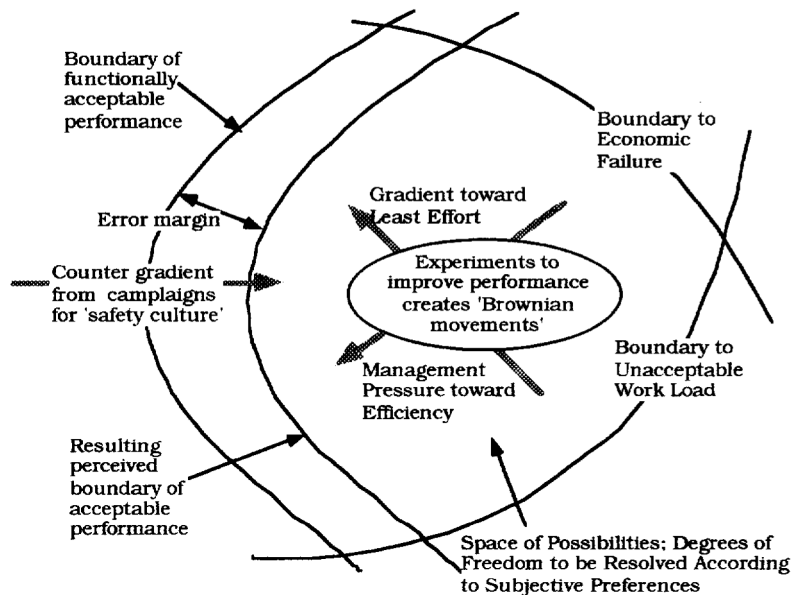 Boundary of
functionally
acceptable
performance
Boundary to
Economic
Failure
Gradient toward
Least Effort
Error margin
Counter gradient
from camplaigns
for 'safety culture'
Experiments to
improve performance
creates 'Brownian
movements'
Management
Pressure toward
Efficiency
Boundary to
Unacceptable
Work Load
Resulting
perceived
boundary of
acceptable
performance
Space of Possibilities; Degrees of
Freedom to be Resolved According
to Subjective Preferences